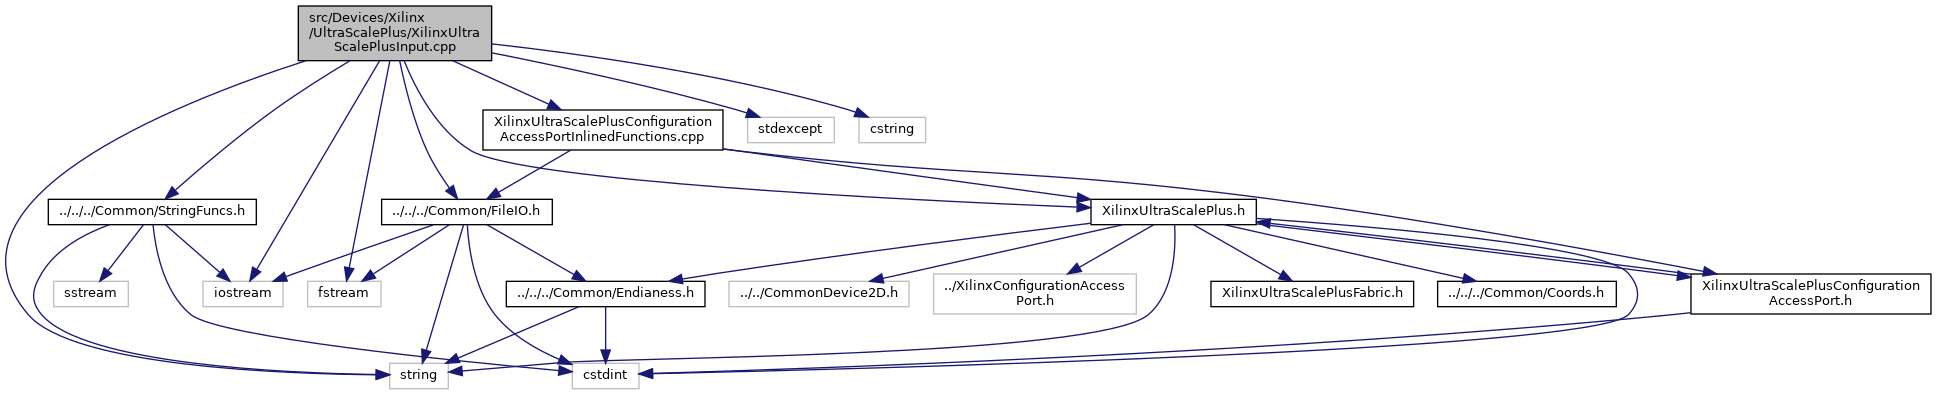 src/Devices/Xilinx
/UltraScalePlus/XilinxUltra
ScalePlusInput.cpp
XilinxUltraScalePlusConfiguration
AccessPortInlinedFunctions.cpp
stdexcept
cstring
../../../Common/StringFuncs.h
../../../Common/FileIO.h
XilinxUltraScalePlus.h
sstream
iostream
fstream
../../../Common/Endianess.h
../../CommonDevice2D.h
../XilinxConfigurationAccess
Port.h
XilinxUltraScalePlusFabric.h
../../../Common/Coords.h
XilinxUltraScalePlusConfiguration
AccessPort.h
string
cstdint